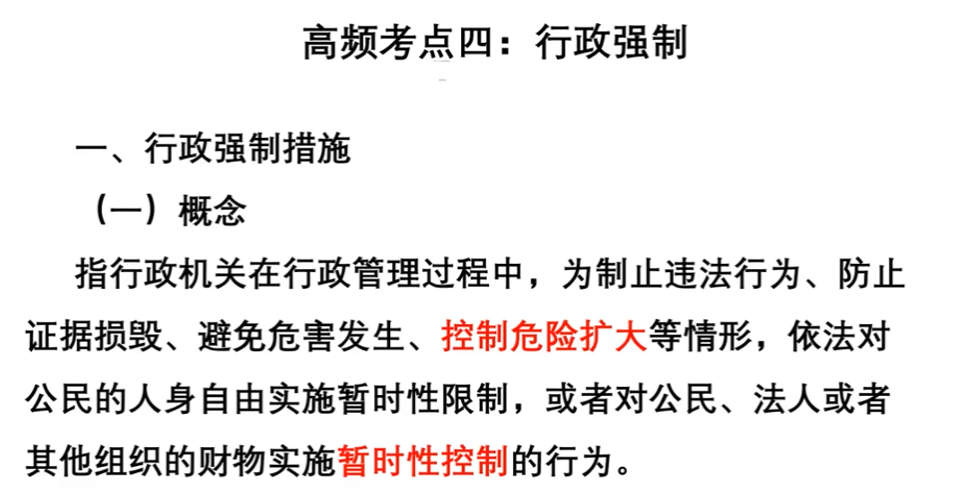 高频考点四：行政强制
一、行政强制措施
（一）概念
指行政机关在行政管理过程中，为制止违法行为、防止
证据损毁、避免危害发生、控制危险扩大等情形，依法对
公民的人身自由实施暂时性限制，或者对公民、法人或者
其他组织的财物实施暂时性控制的行为。